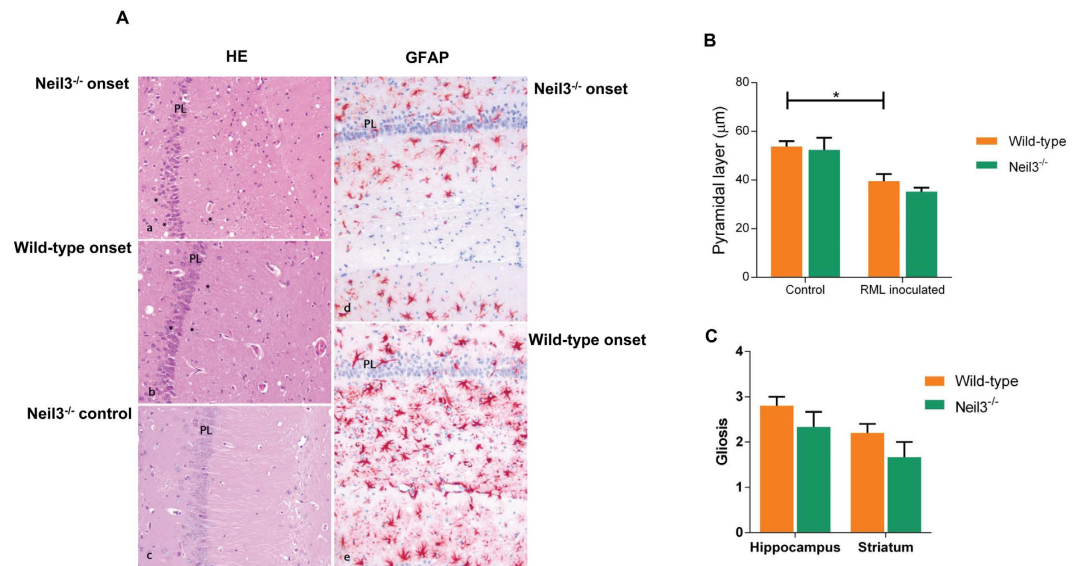 A
HE
GFAP
Neil3-/- onset
PL
a
Wild-type onset
PL
b
Neil3-/- control
PL
c
Neil3-/- onset
PL
d
Wild-type onset
PL
e
B
Pyramidal layer (μm)
80
60
40
20
0
*
Control
RML inoculated
Wild-type
Neil3-/-
C
Gliosis
4
3
2
1
0
Hippocampus
Striatum
Wild-type
Neil3-/-